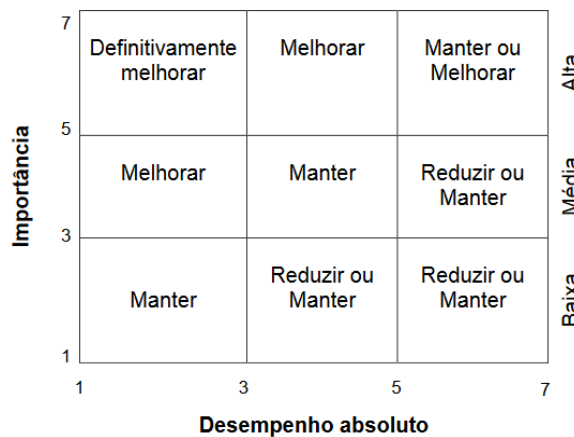 7
Definitivamente
melhorar
Melhorar
Manter ou
Melhorar
Alta
Importância
5
Melhorar
Manter
Reduzir ou
Manter
Média
3
Manter
Reduzir ou
Manter
Reduzir ou
Manter
Baixa
1
1
3
5
7
Desempenho absoluto